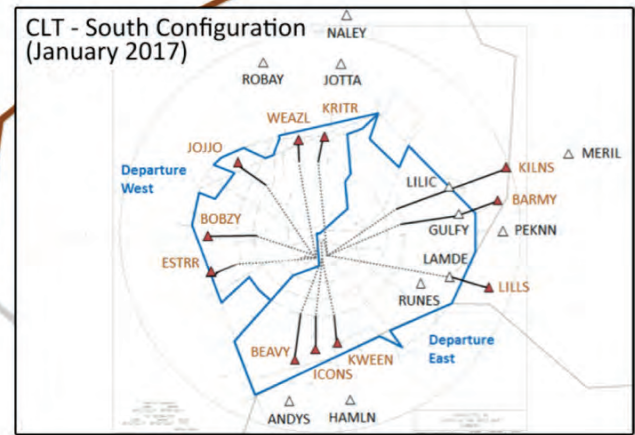 CLT - South Configuration
(January 2017)
NALEY
ROBAY
JOTTA
WEAZL
KRITR
JOJJO
Departure
West
KILNS
MERIL
LILIC
BARMY
BOBZY
GULFY
PEKNN
ESTRR
LAMDE
RUNES
LILLS
Departure
East
BEAVY
KWEEN
ICONS
ANDYS
HAMLN